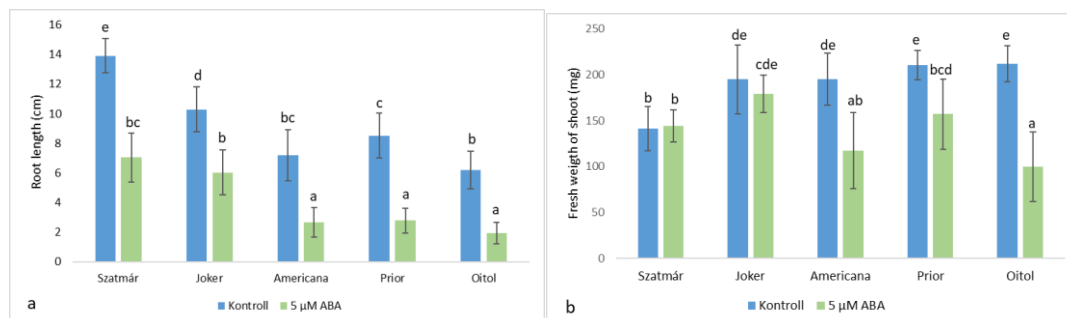 16
14
12
10
8
6
4
2
0
Root length (cm)
e
bc
d
b
bc
a
c
a
b
a
Szatmár Joker Americana Prior Oitol
a
Kontroll 5 µM ABA
250
200
150
100
50
0
Fresh weigth of shoot (mg)
b
b
de
cde
de
ab
e
bcd
e
a
Szatmár Joker Americana Prior Oitol
b
Kontroll 5 µM ABA